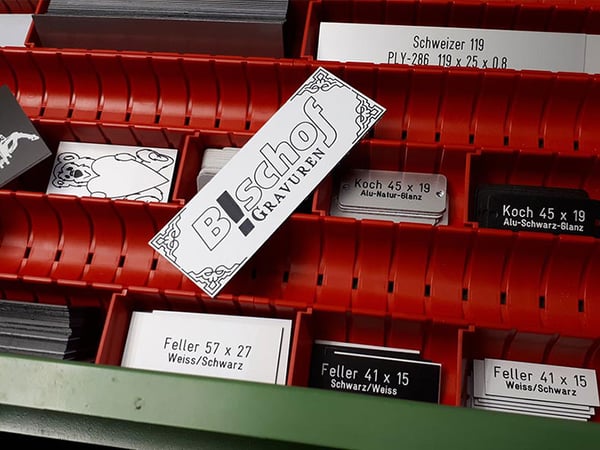 Schweizer 119
PLY-286 119 x 25 x 0.8
B!schof
GRAVUREN
Koch 45 x 19
Alu-Natur-Glanz
Koch 45 x 19
Alu-Schwarz-Glanz
Feller 57 x 27
Weiss/Schwarz
Feller 41 x 15
Schwarz/Weiss
Feller 41 x 15
Weiss/Schwarz